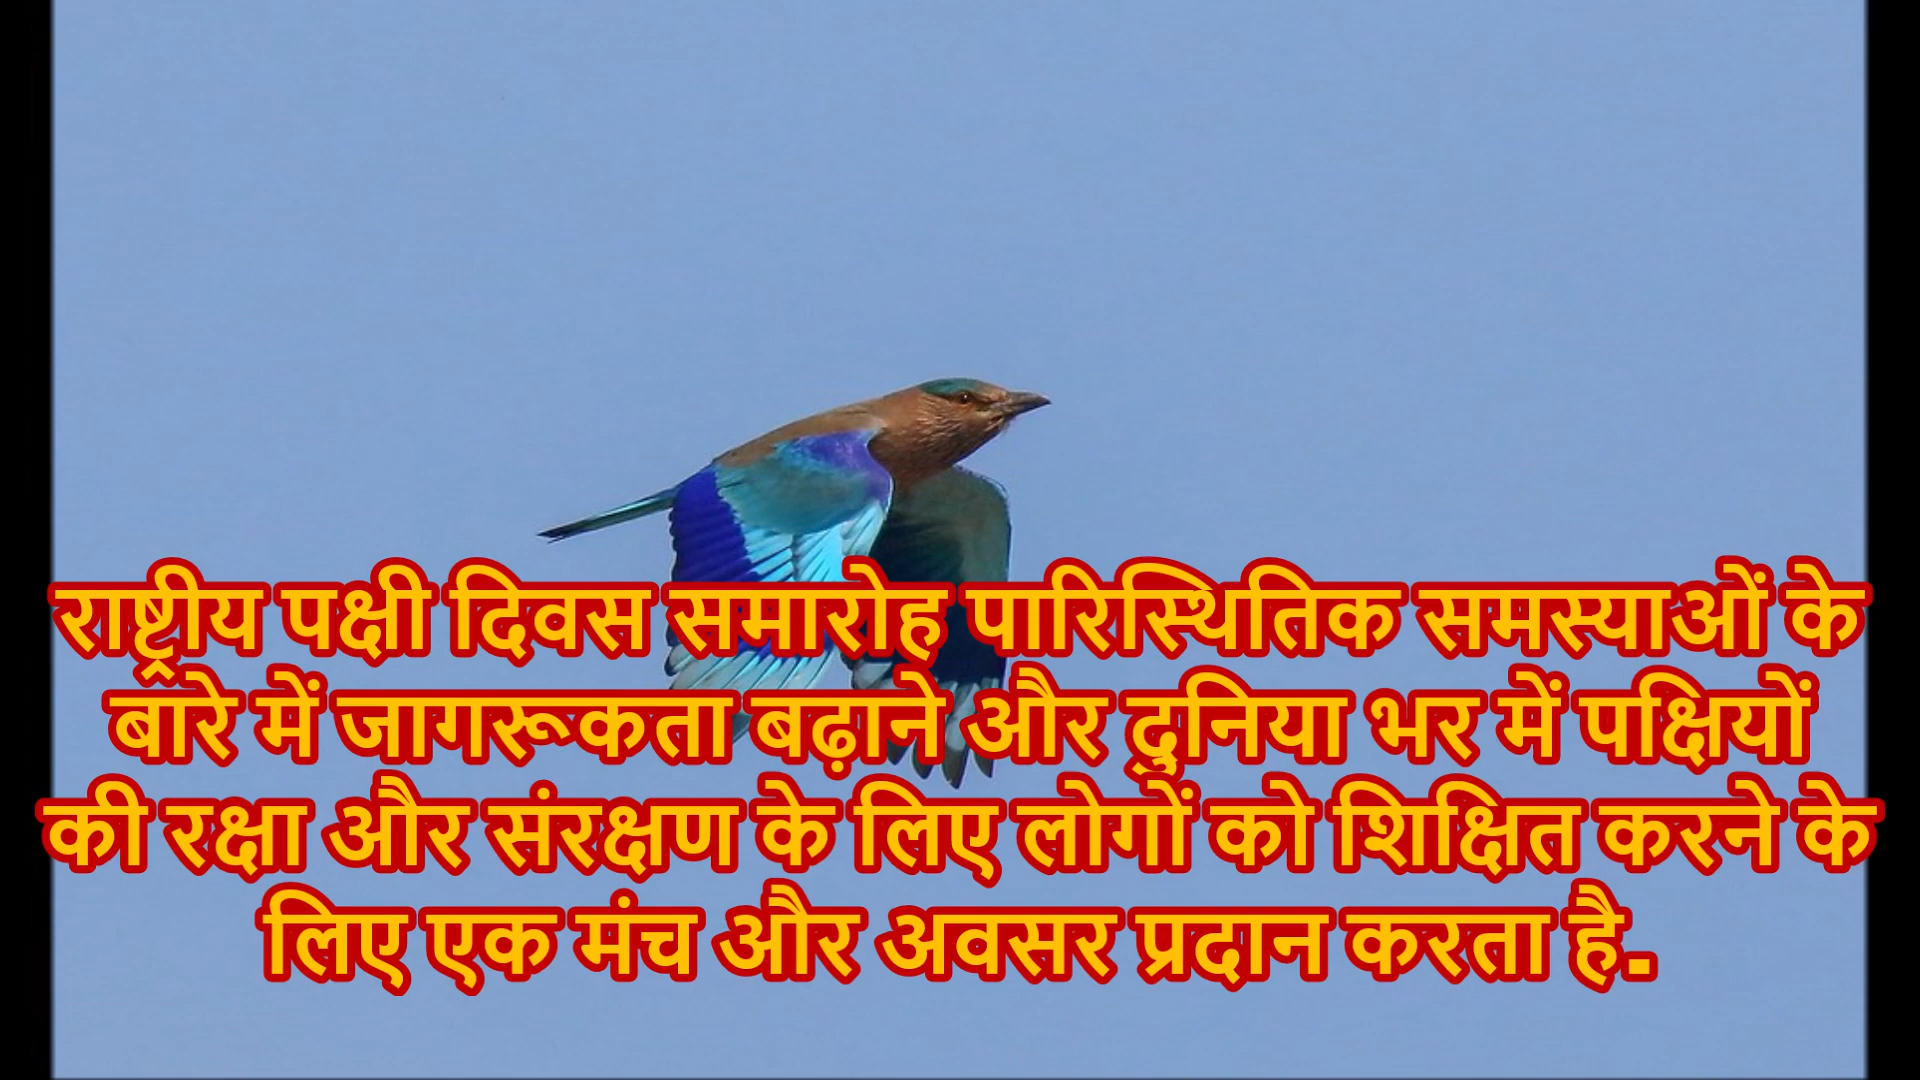 राष्ट्रीय पक्षी दिवस समारोह पारिस्थितिक समस्याओं के
बारे में जागरूकता बढ़ाने और दुनिया भर में पक्षियों
की रक्षा और संरक्षण के लिए लोगों को शिक्षित करने के
लिए एक मंच और अवसर प्रदान करता है.